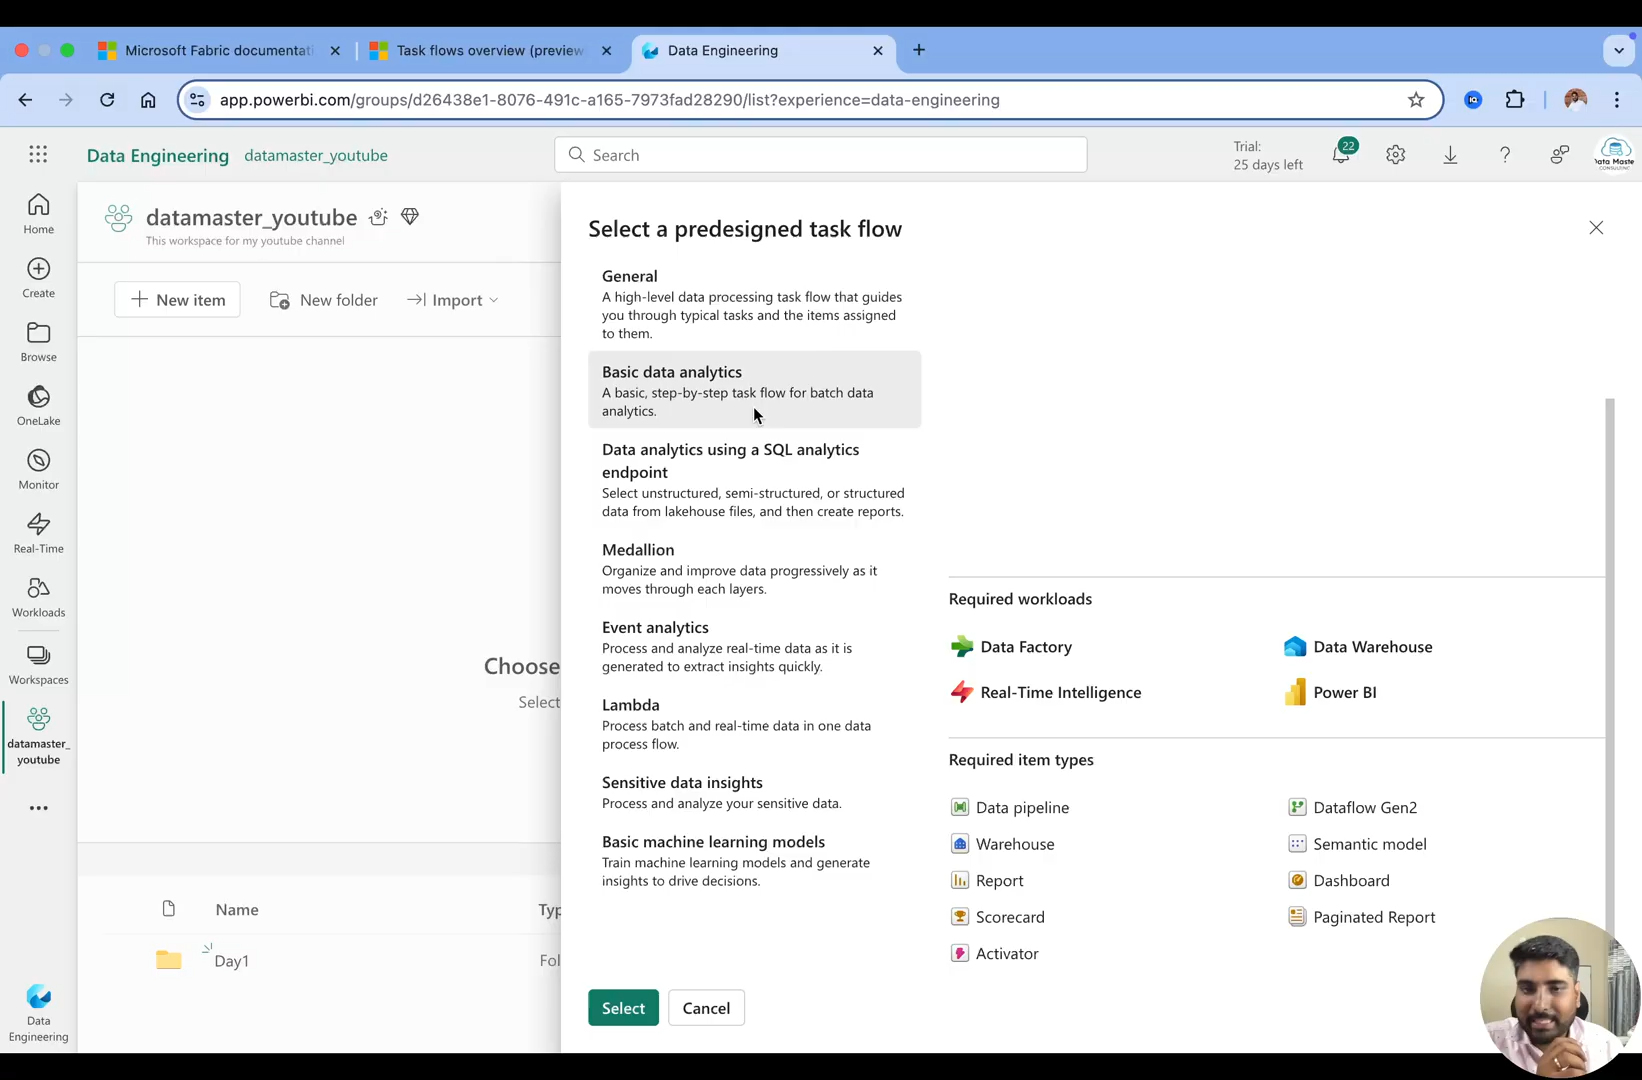 Microsoft Fabric documentati
Task flows overview (preview
Data Engineering
app.powerbi.com/groups/d26438e1-8076-491c-a165-7973fad28290/list?experience=data-engineering
Data Engineering
datamaster_youtube
Search
Trial:
25 days left
22
Data Maste
CONSULTING
Home
Create
Browse
OneLake
Monitor
Real-Time
Workloads
Workspaces
datamaster_
youtube
Data
Engineering
datamaster_youtube
This workspace for my youtube channel
New item
New folder
Import
Choose
Select
Name
Typ
Day1
Fol
Select a predesigned task flow
General
A high-level data processing task flow that guides
you through typical tasks and the items assigned
to them.
Basic data analytics
A basic, step-by-step task flow for batch data
analytics.
Data analytics using a SQL analytics
endpoint
Select unstructured, semi-structured, or structured
data from lakehouse files, and then create reports.
Medallion
Organize and improve data progressively as it
moves through each layers.
Event analytics
Process and analyze real-time data as it is
generated to extract insights quickly.
Lambda
Process batch and real-time data in one data
process flow.
Sensitive data insights
Process and analyze your sensitive data.
Basic machine learning models
Train machine learning models and generate
insights to drive decisions.
Select
Cancel
Required workloads
Data Factory
Data Warehouse
Real-Time Intelligence
Power BI
Required item types
Data pipeline
Dataflow Gen2
Warehouse
Semantic model
Report
Dashboard
Scorecard
Paginated Report
Activator